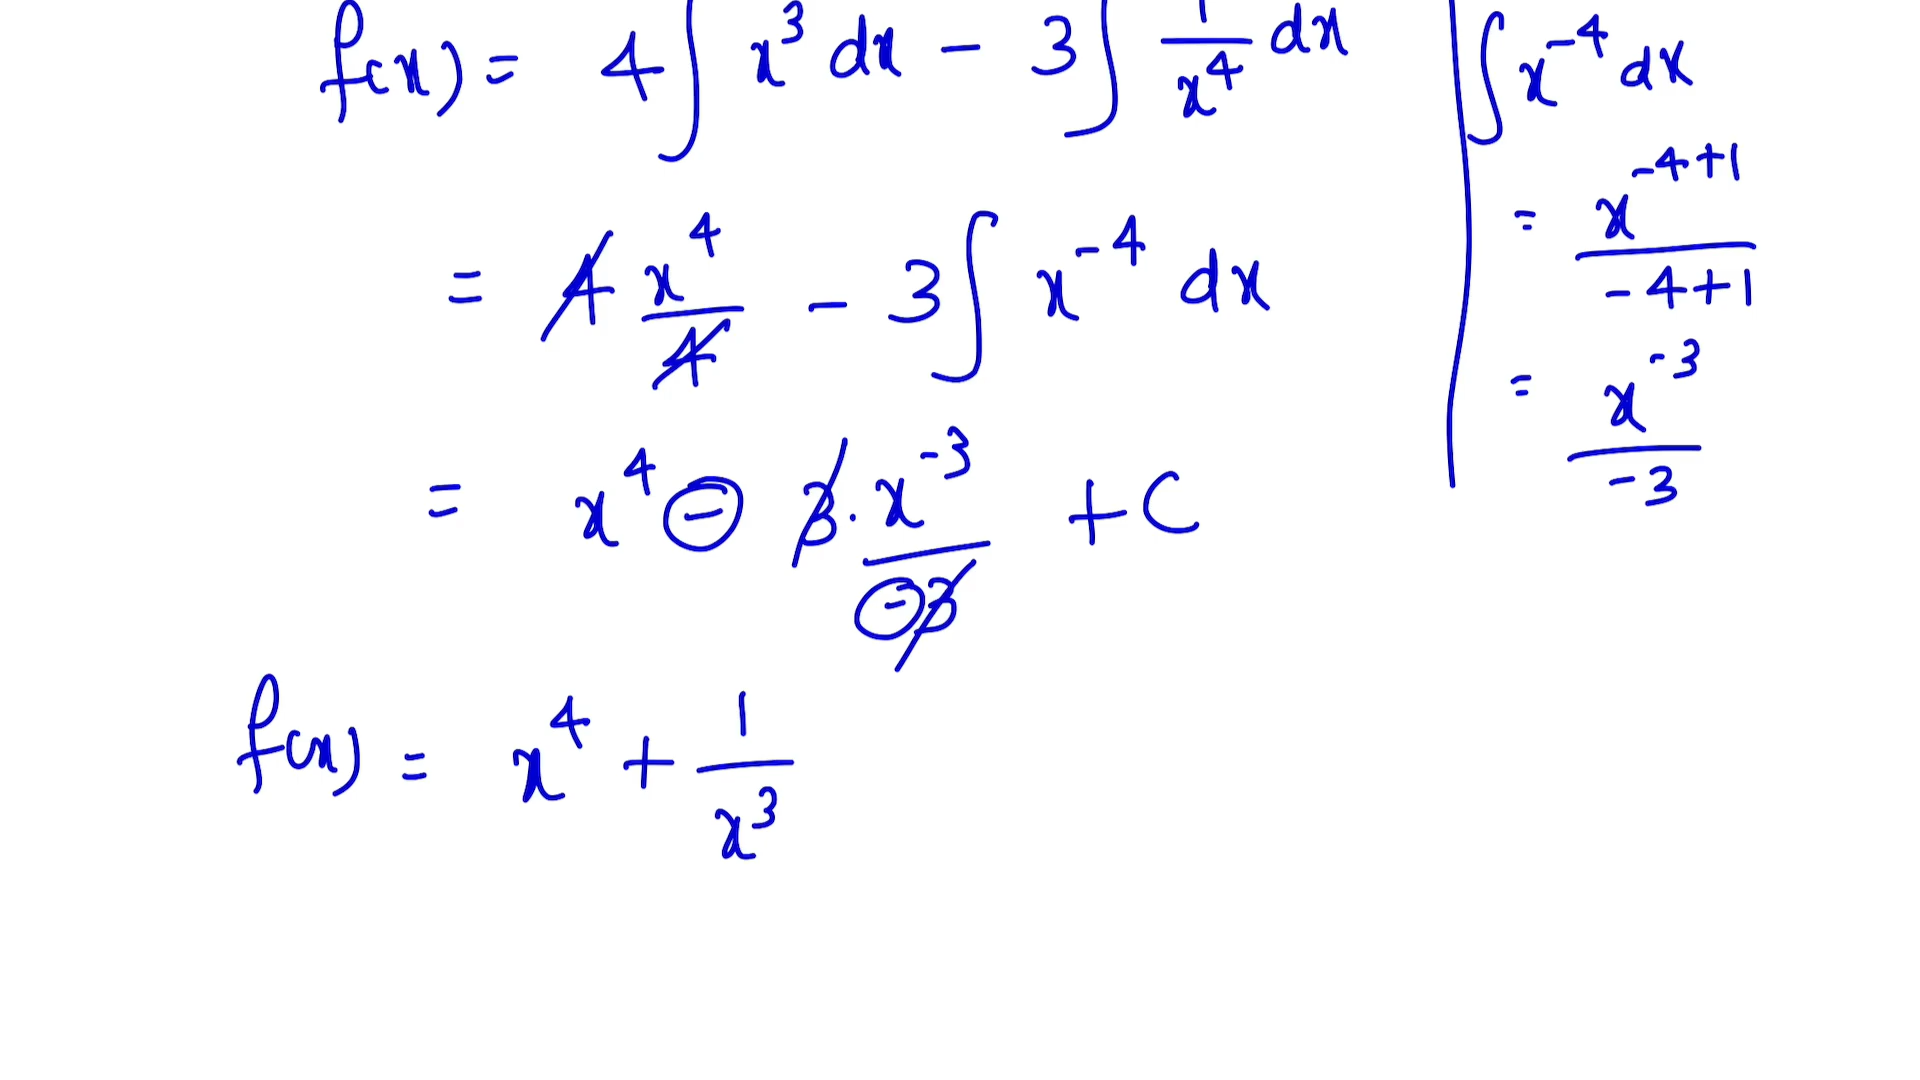 f(x) = 4∫ x³ dx − 3∫ 1/x⁴ dx
= 4 x⁴/4 − 3∫ x⁻⁴ dx
= x⁴ − 3 · x⁻³/−3 + C
f(x) = x⁴ + 1/x³
∫ x⁻⁴ dx
= x⁻⁴⁺¹/−4+1
= x⁻³/−3